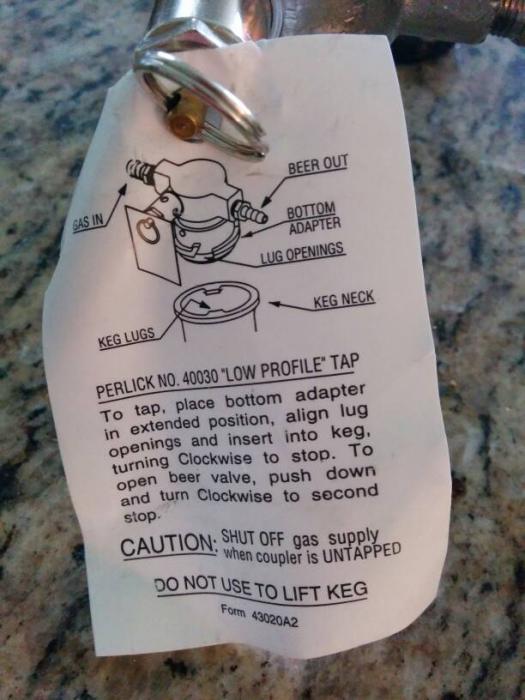 BEER OUT
GAS IN
BOTTOM
ADAPTER
LUG OPENINGS
KEG NECK
KEG LUGS
PERLICK NO. 40030 "LOW PROFILE" TAP
To tap, place bottom adapter
in extended position, align lug
openings and insert into keg,
turning Clockwise to stop. To
open beer valve, push down
and turn Clockwise to second
stop.
CAUTION: SHUT OFF gas supply
when coupler is UNTAPPED
DO NOT USE TO LIFT KEG
Form 43020A2